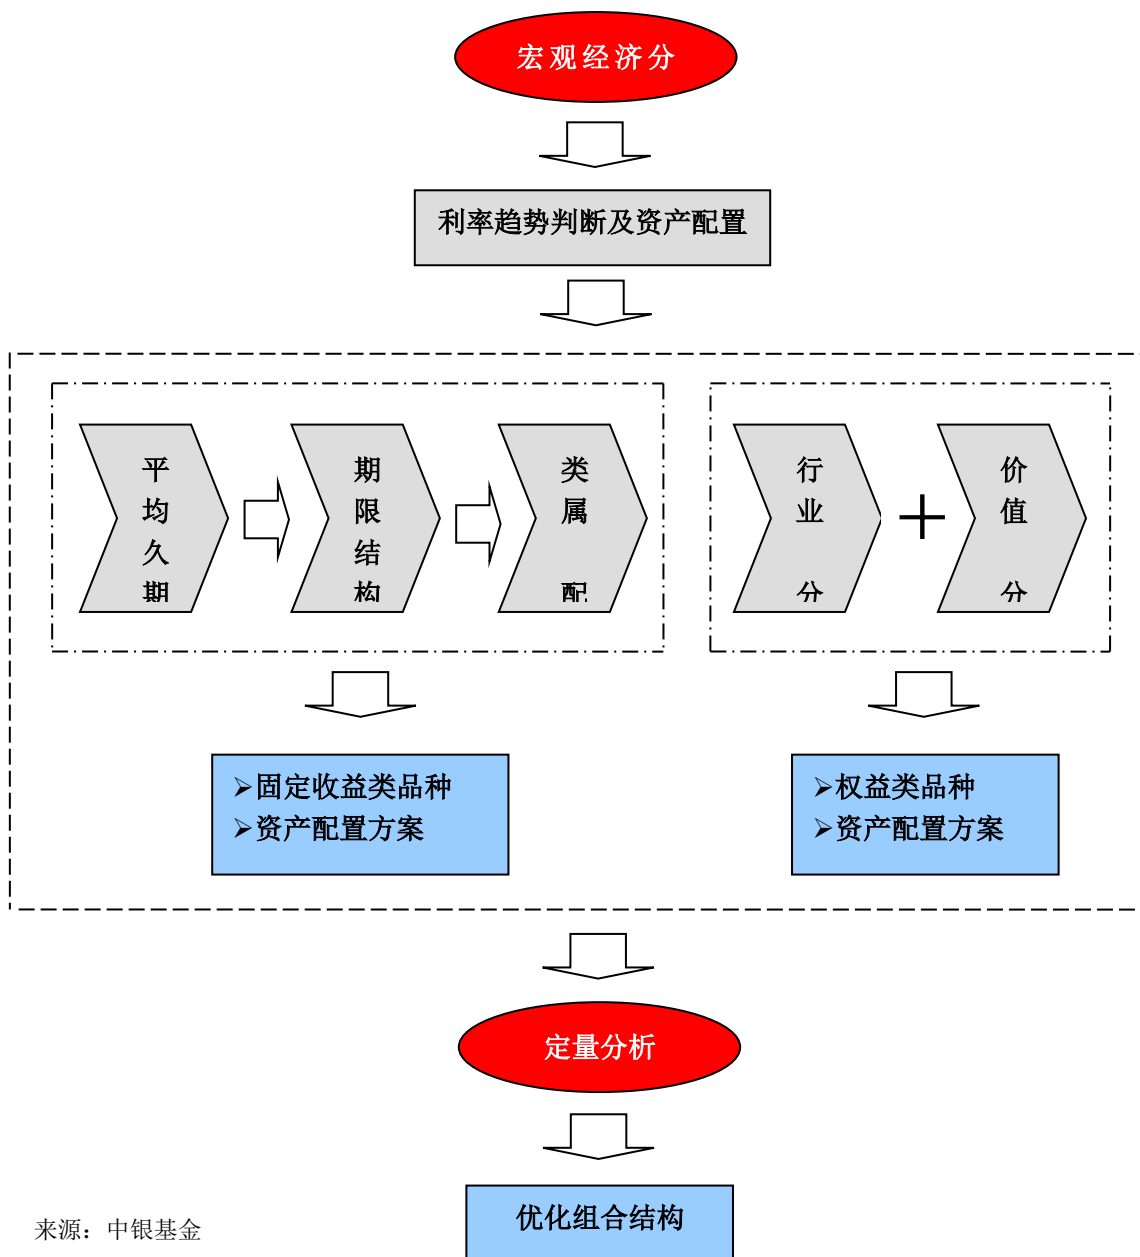 宏观经济分
利率趋势判断及资产配置
平均久期
期限结构
类属 配
行业 分
价值 分
➢固定收益类品种
➢资产配置方案
➢权益类品种
➢资产配置方案
定量分析
优化组合结构
来源：中银基金